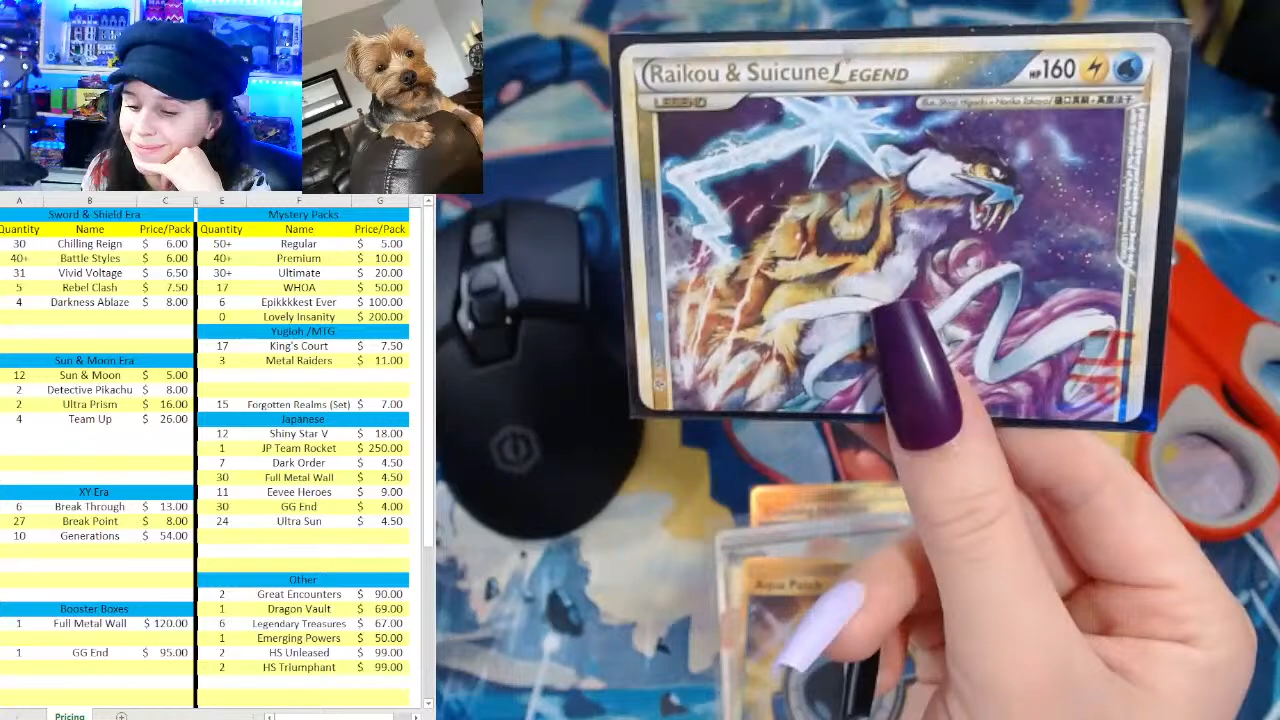 A B C E F G
Sword & Shield Era
Quantity Name Price/Pack
30 Chilling Reign $ 6.00
40+ Battle Styles $ 6.00
31 Vivid Voltage $ 6.50
5 Rebel Clash $ 7.50
4 Darkness Ablaze $ 8.00
Sun & Moon Era
12 Sun & Moon $ 5.00
2 Detective Pikachu $ 8.00
2 Ultra Prism $ 16.00
4 Team Up $ 26.00
XY Era
6 Break Through $ 13.00
27 Break Point $ 8.00
10 Generations $ 54.00
Booster Boxes
1 Full Metal Wall $ 120.00
1 GG End $ 95.00
Mystery Packs
Quantity Name Price/Pack
50+ Regular $ 5.00
40+ Premium $ 10.00
30+ Ultimate $ 20.00
17 WHOA $ 50.00
6 Epikkkkest Ever $ 100.00
0 Lovely Insanity $ 200.00
Yugioh /MTG
17 King's Court $ 7.50
3 Metal Raiders $ 11.00
15 Forgotten Realms (Set) $ 7.00
Japanese
12 Shiny Star V $ 18.00
1 JP Team Rocket $ 250.00
7 Dark Order $ 4.50
30 Full Metal Wall $ 4.50
11 Eevee Heroes $ 9.00
30 GG End $ 4.00
24 Ultra Sun $ 4.50
Other
2 Great Encounters $ 90.00
1 Dragon Vault $ 69.00
6 Legendary Treasures $ 67.00
1 Emerging Powers $ 50.00
2 HS Unleased $ 99.00
2 HS Triumphant $ 99.00
Pricing
Raikou & Suicune LEGEND HP 160
LEGEND
Aqua Patch